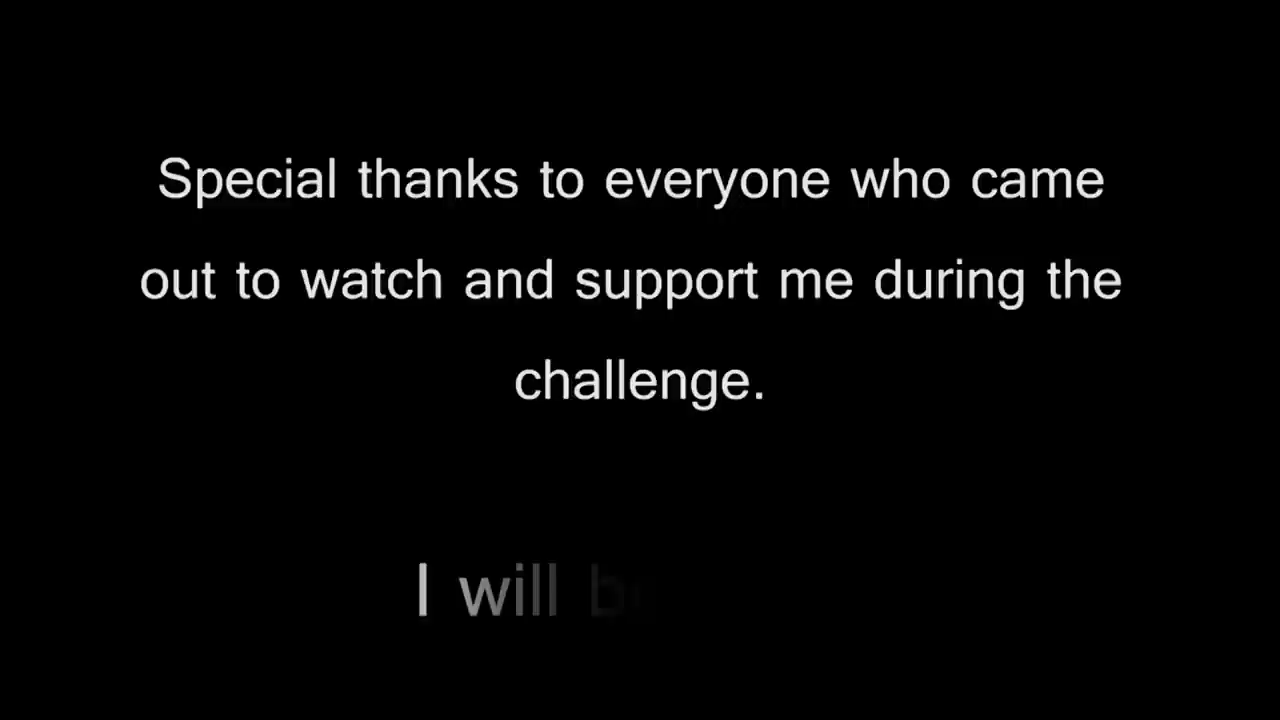 Special thanks to everyone who came
out to watch and support me during the
challenge.
I will